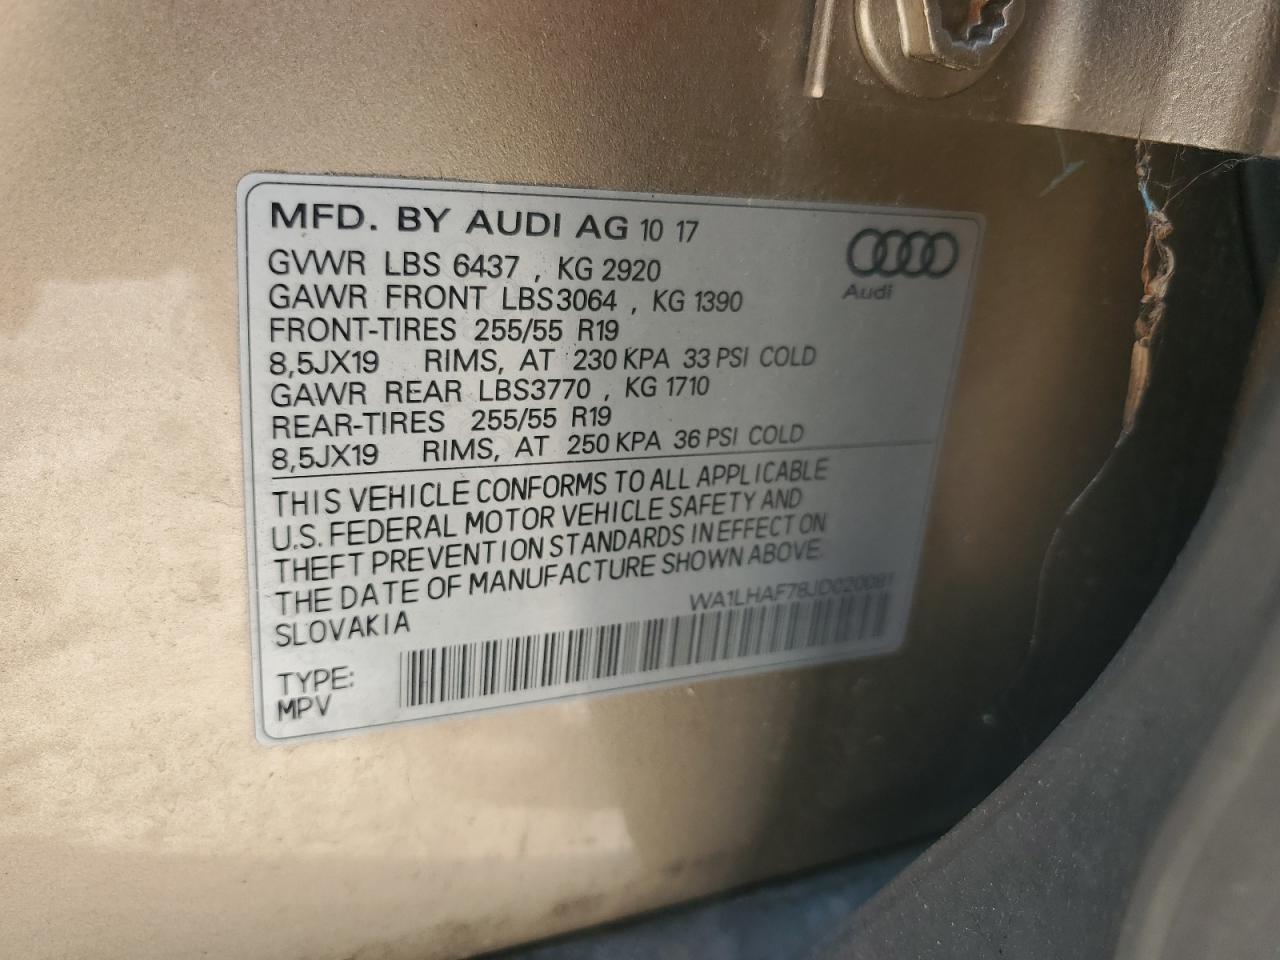 MFD. BY AUDI AG 10 17
Audi
GVWR LBS 6437 , KG 2920
GAWR FRONT LBS3064 , KG 1390
FRONT-TIRES 255/55 R19
8,5JX19 RIMS, AT 230 KPA 33 PSI COLD
GAWR REAR LBS3770 , KG 1710
REAR-TIRES 255/55 R19
8,5JX19 RIMS, AT 250 KPA 36 PSI COLD
THIS VEHICLE CONFORMS TO ALL APPLICABLE
U.S. FEDERAL MOTOR VEHICLE SAFETY AND
THEFT PREVENTION STANDARDS IN EFFECT ON
THE DATE OF MANUFACTURE SHOWN ABOVE.
SLOVAKIA
WA1LHAF78JD020081
TYPE:
MPV